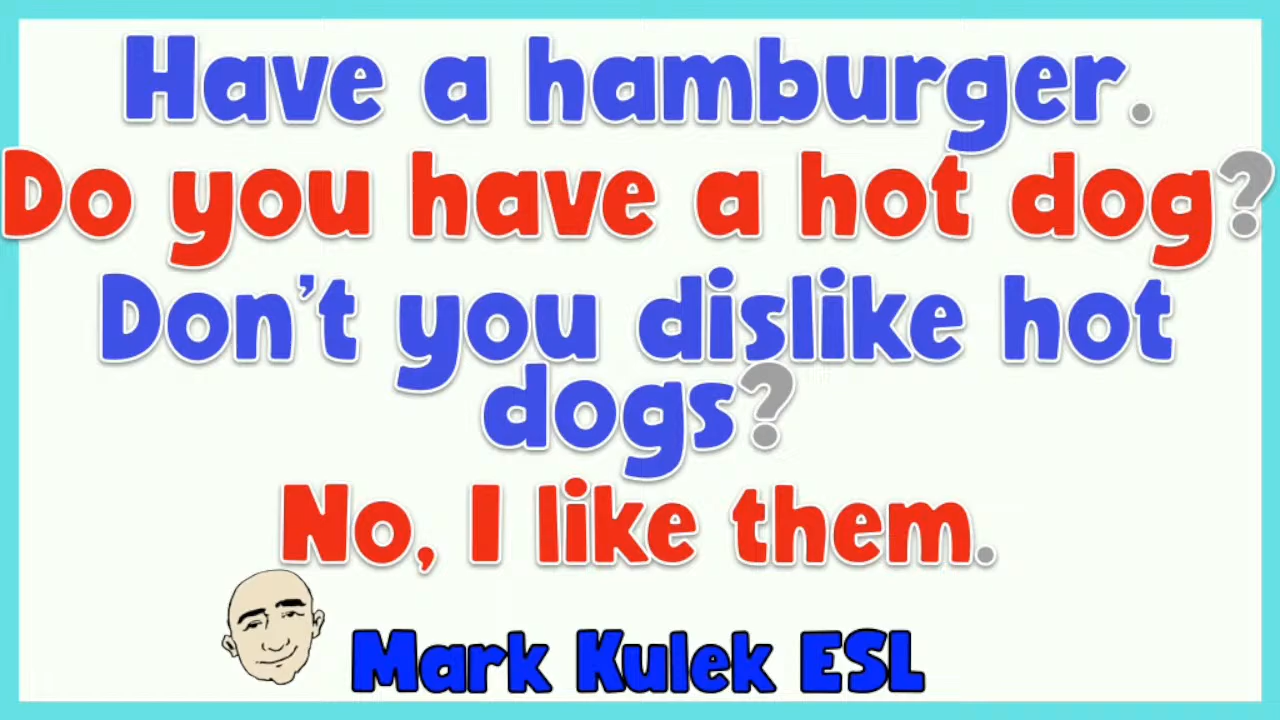 Have a hamburger.
Do you have a hot dog?
Don't you dislike hot
dogs?
No, I like them.
Mark Kulek ESL